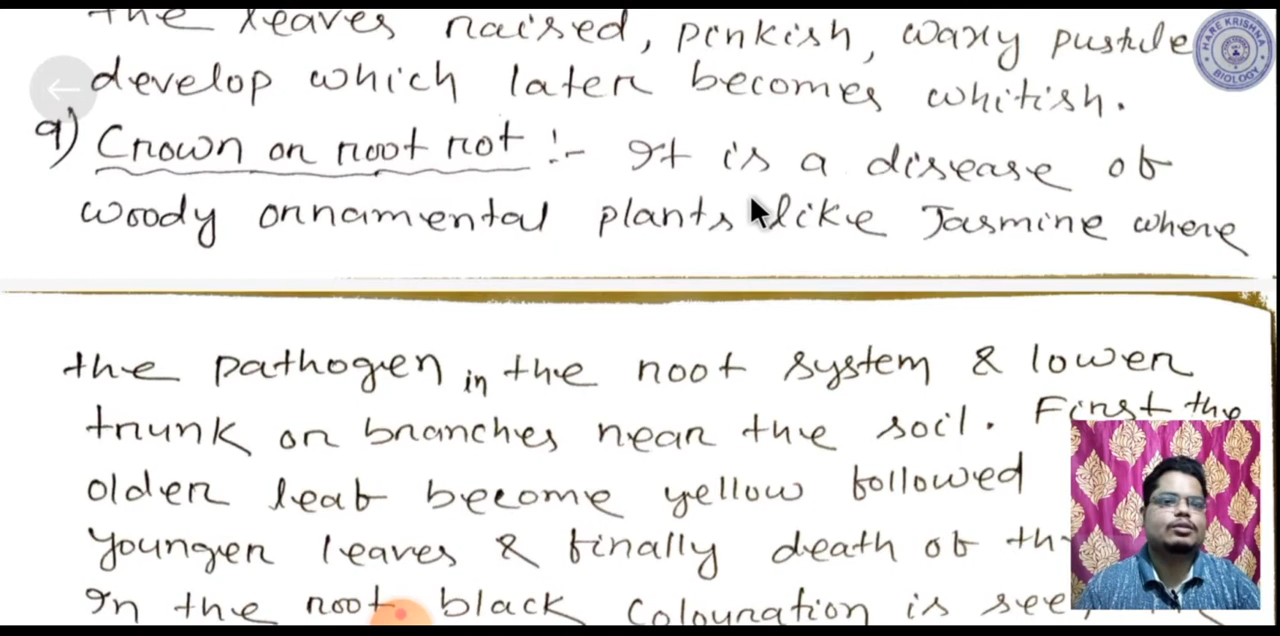 the leaves raised, pinkish, waxy pustule
develop which later becomes whitish.
9) Crown or root rot :- It is a disease of
woody ornamental plants like Jasmine where
the pathogen in the root system & lower
trunk or branches near the soil. First the
older leaf become yellow followed
younger leaves & finally death of th
In the root black colouration is see
HARE KRISHNA
BIOLOGY